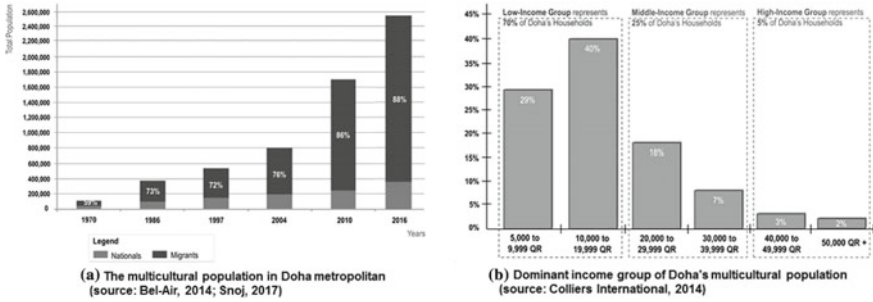 Total Population
2,600,000
2,400,000
2,200,000
2,000,000
1,800,000
1,600,000
1,400,000
1,200,000
1,000,000
800,000
600,000
400,000
200,000
0
59%
73%
72%
76%
86%
88%
1970
1986
1997
2004
2010
2016
Years
Legend
Nationals
Migrants
(a) The multicultural population in Doha metropolitan
(source: Bel-Air, 2014; Snoj, 2017)
Low-Income Group represents
70% of Doha's Households
Middle-Income Group represents
25% of Doha's Households
High-Income Group represents
5% of Doha's Households
45%
40%
35%
30%
25%
20%
15%
10%
5%
0%
29%
40%
18%
7%
3%
2%
5,000 to
9,999 QR
10,000 to
19,999 QR
20,000 to
29,999 QR
30,000 to
39,999 QR
40,000 to
49,999 QR
50,000 QR +
(b) Dominant income group of Doha's multicultural population
(source: Colliers International, 2014)